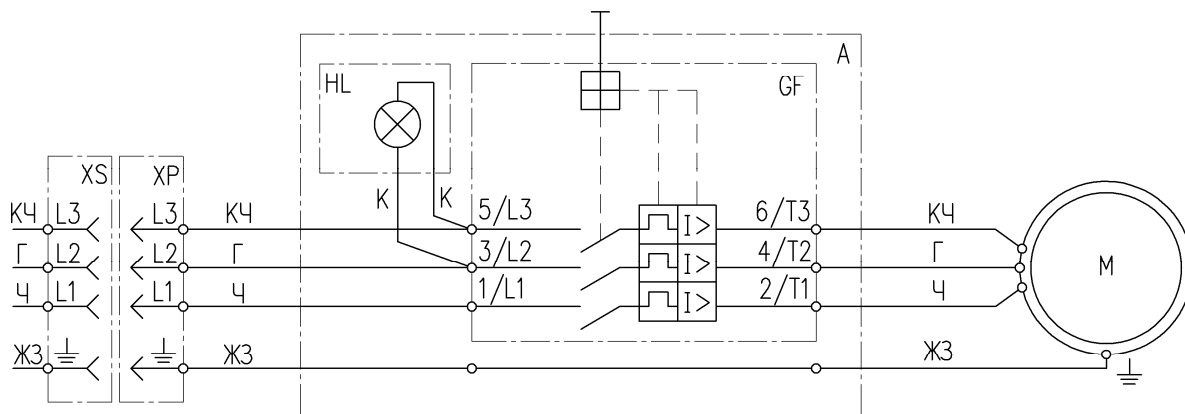 A
HL
GF
XS XP
К К
КЧ L3 L3 КЧ 5/L3 I> 6/T3 КЧ
Г L2 L2 Г 3/L2 I> 4/T2 Г
М
Ч L1 L1 Ч 1/L1 I> 2/T1 Ч
ЖЗ ЖЗ ЖЗ